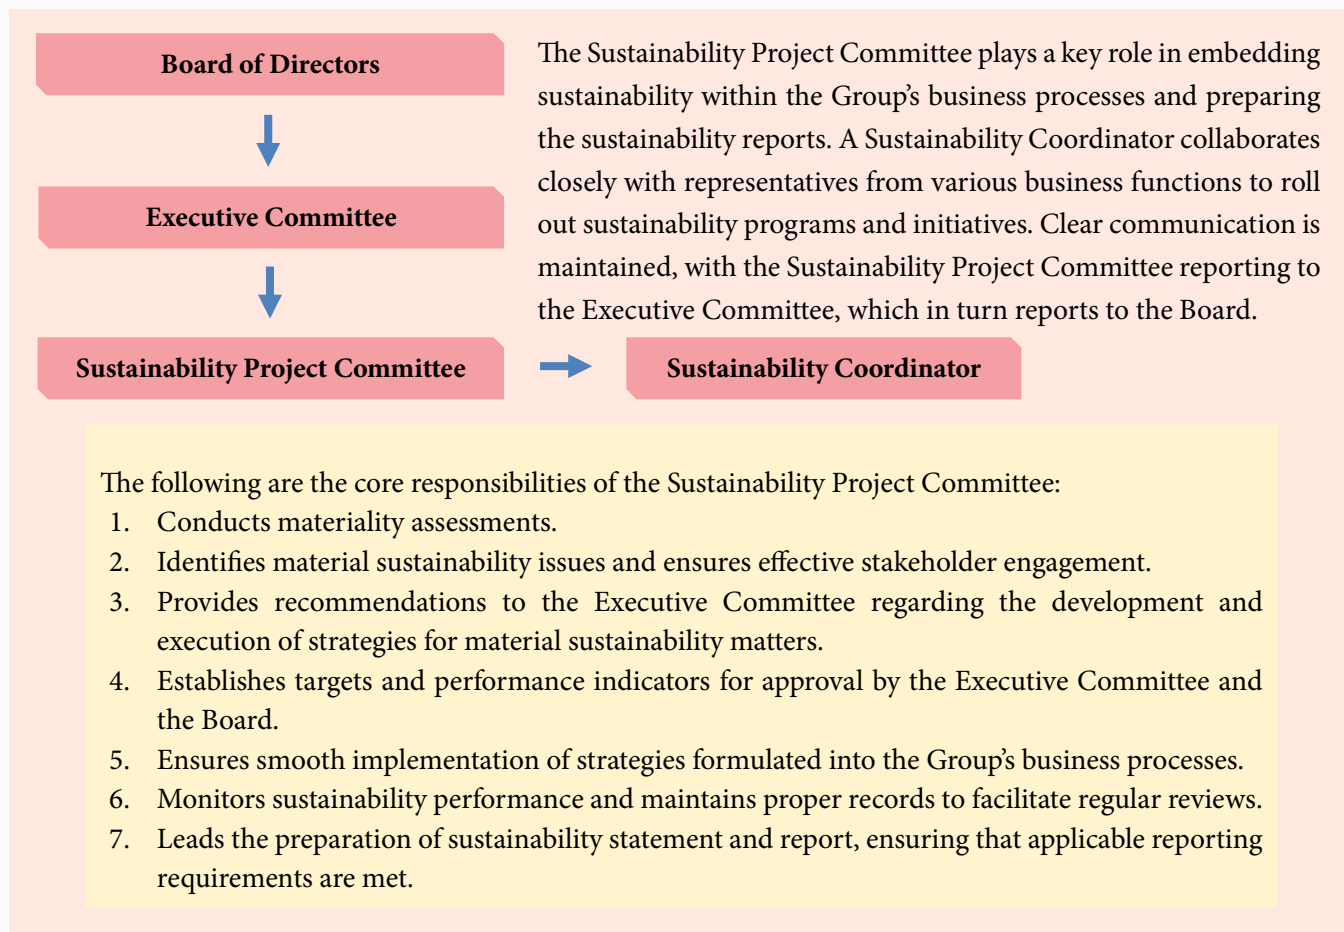 Board of Directors
Executive Committee
Sustainability Project Committee
The Sustainability Project Committee plays a key role in embedding
sustainability within the Group’s business processes and preparing
the sustainability reports. A Sustainability Coordinator collaborates
closely with representatives from various business functions to roll
out sustainability programs and initiatives. Clear communication is
maintained, with the Sustainability Project Committee reporting to
the Executive Committee, which in turn reports to the Board.
Sustainability Coordinator
The following are the core responsibilities of the Sustainability Project Committee:
1. Conducts materiality assessments.
2. Identifies material sustainability issues and ensures effective stakeholder engagement.
3. Provides recommendations to the Executive Committee regarding the development and
execution of strategies for material sustainability matters.
4. Establishes targets and performance indicators for approval by the Executive Committee and
the Board.
5. Ensures smooth implementation of strategies formulated into the Group’s business processes.
6. Monitors sustainability performance and maintains proper records to facilitate regular reviews.
7. Leads the preparation of sustainability statement and report, ensuring that applicable reporting
requirements are met.